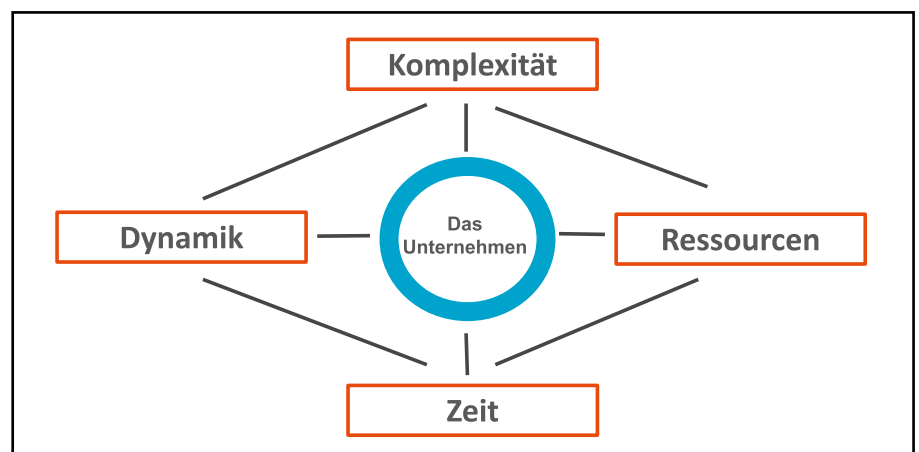 Komplexität
Dynamik
Das
Unternehmen
Ressourcen
Zeit